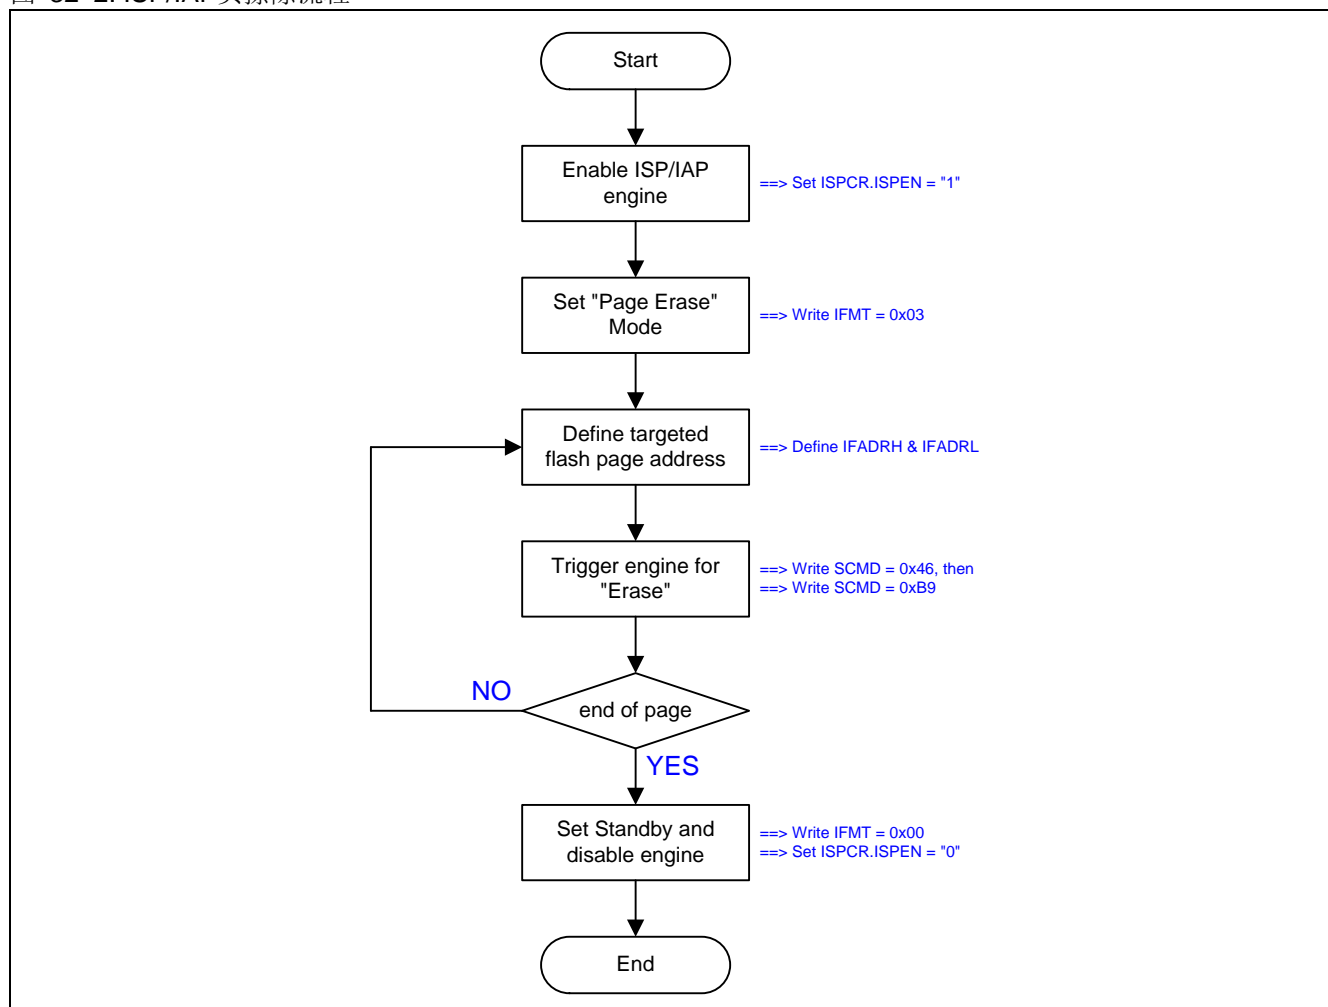 Start
Enable ISP/IAP
engine
==> Set ISPCR.ISPEN = "1"
Set "Page Erase"
Mode
==> Write IFMT = 0x03
Define targeted
flash page address
==> Define IFADRH & IFADRL
Trigger engine for
"Erase"
==> Write SCMD = 0x46, then
==> Write SCMD = 0xB9
NO
end of page
YES
Set Standby and
disable engine
==> Write IFMT = 0x00
==> Set ISPCR.ISPEN = "0"
End